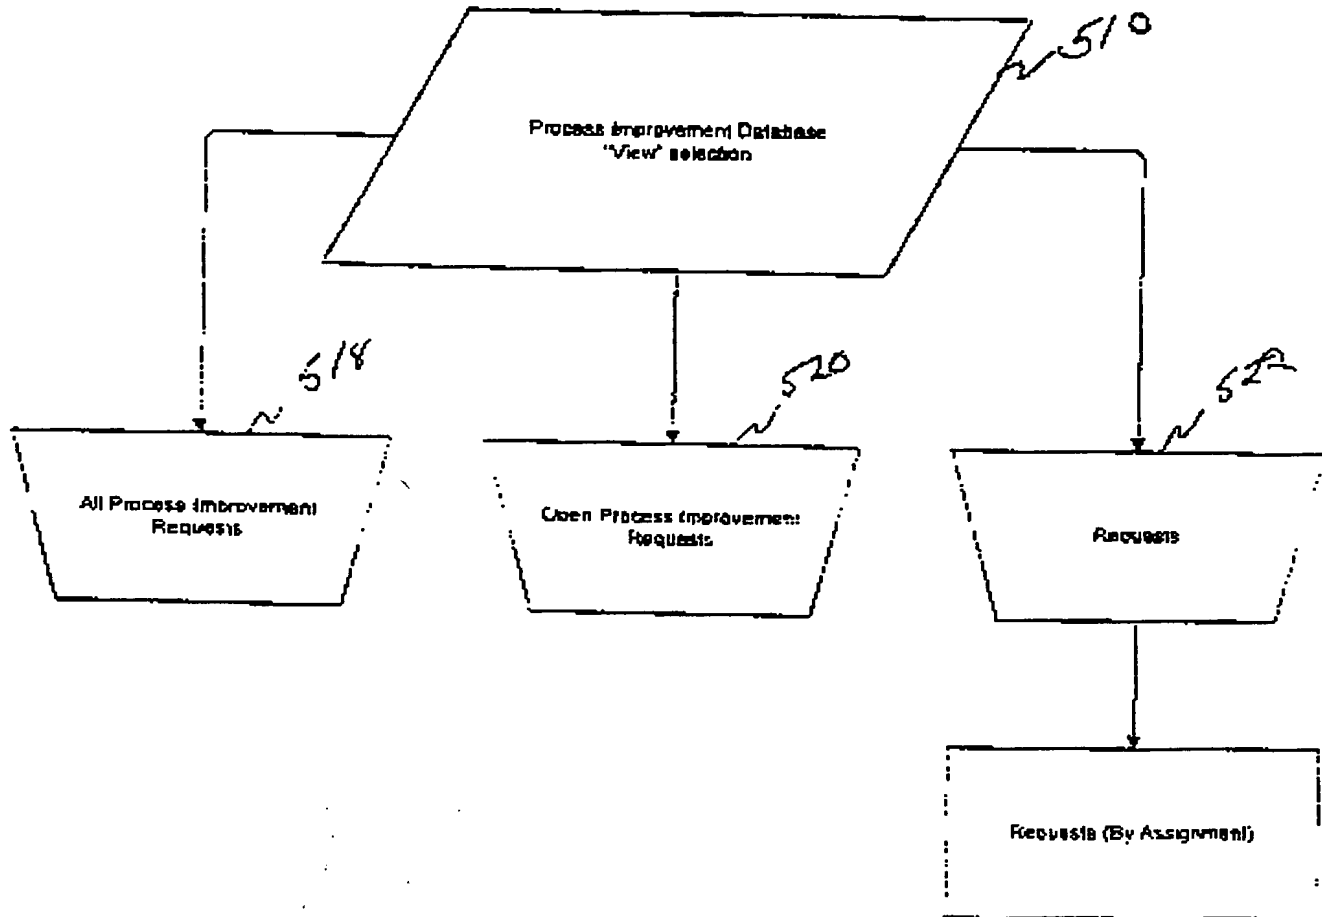 510
Process Improvement Database
"View" selection
518
520
522
All Process Improvement
Requests
Open Process Improvement
Requests
Requests
Requests (By Assignment)